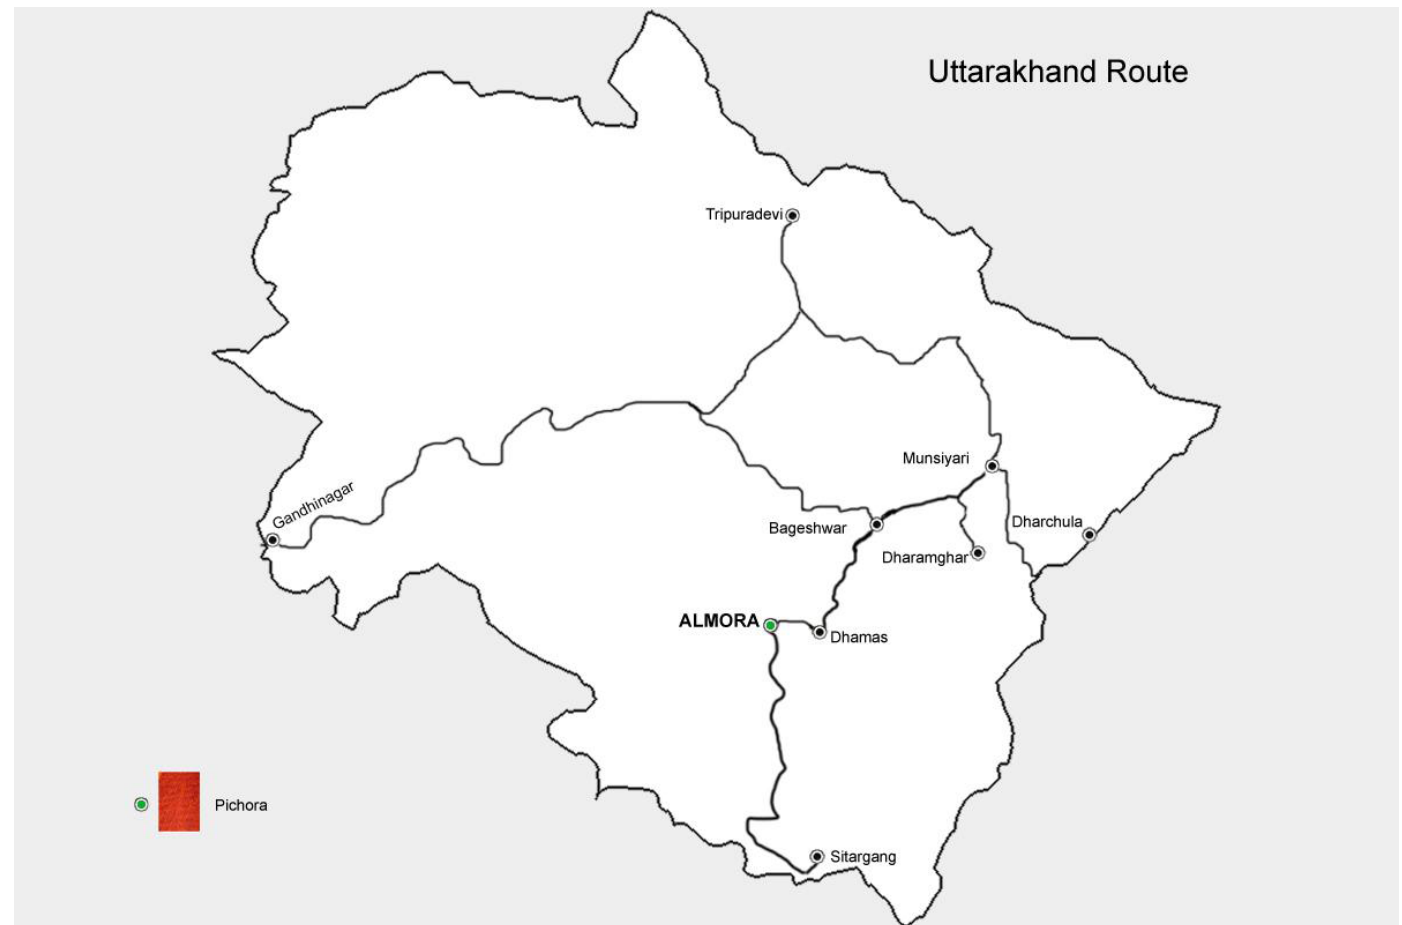 Uttarakhand Route
Tripuradevi
Munsiyari
Gandhinagar
Bageshwar
Dharchula
Dharamghar
ALMORA
Dhamas
Pichora
Sitargang